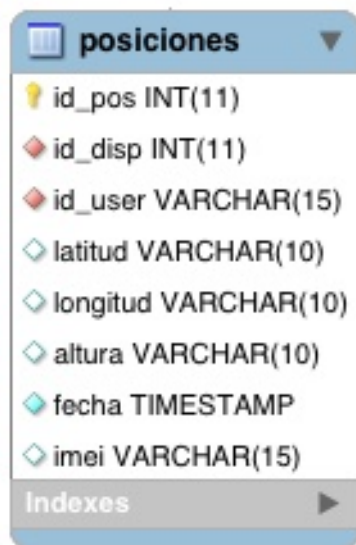 posiciones
id_pos INT(11)
id_disp INT(11)
id_user VARCHAR(15)
latitud VARCHAR(10)
longitud VARCHAR(10)
altura VARCHAR(10)
fecha TIMESTAMP
imei VARCHAR(15)
Indexes